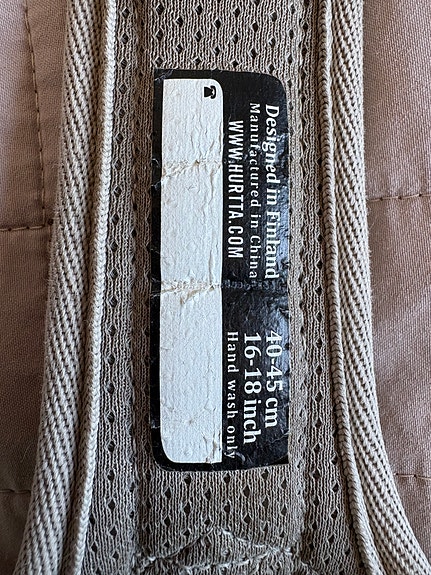 Designed in Finland
Manufactured in China
WWW.HURTTA.COM
40-45 cm
16-18 inch
Hand wash only